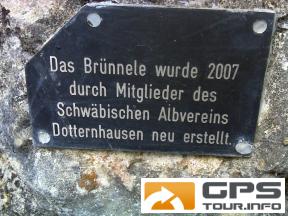 Das Brünnele wurde 2007
durch Mitglieder des
Schwäbischen Albvereins
Dotternhausen neu erstellt.
GPS
TOUR.INFO